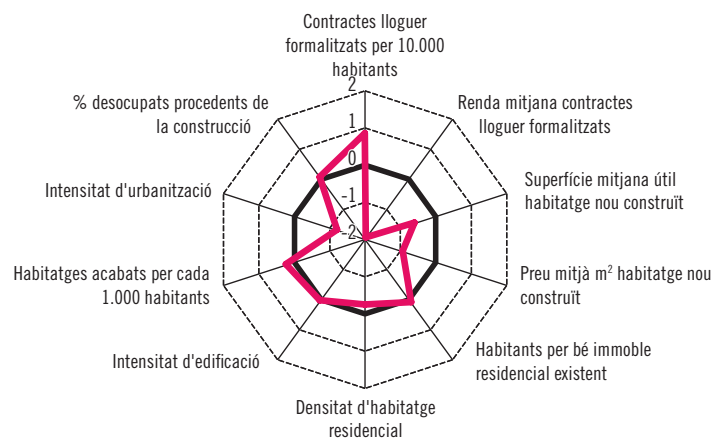 Contractes lloguer
formalitzats per 10.000
habitants
2
1
0
-1
-2
Renda mitjana contractes
lloguer formalitzats
Superfície mitjana útil
habitatge nou construït
Preu mitjà m² habitatge nou
construït
Habitants per bé immoble
residencial existent
Densitat d'habitatge
residencial
Intensitat d'edificació
Habitatges acabats per cada
1.000 habitants
Intensitat d'urbanització
% desocupats procedents de
la construcció